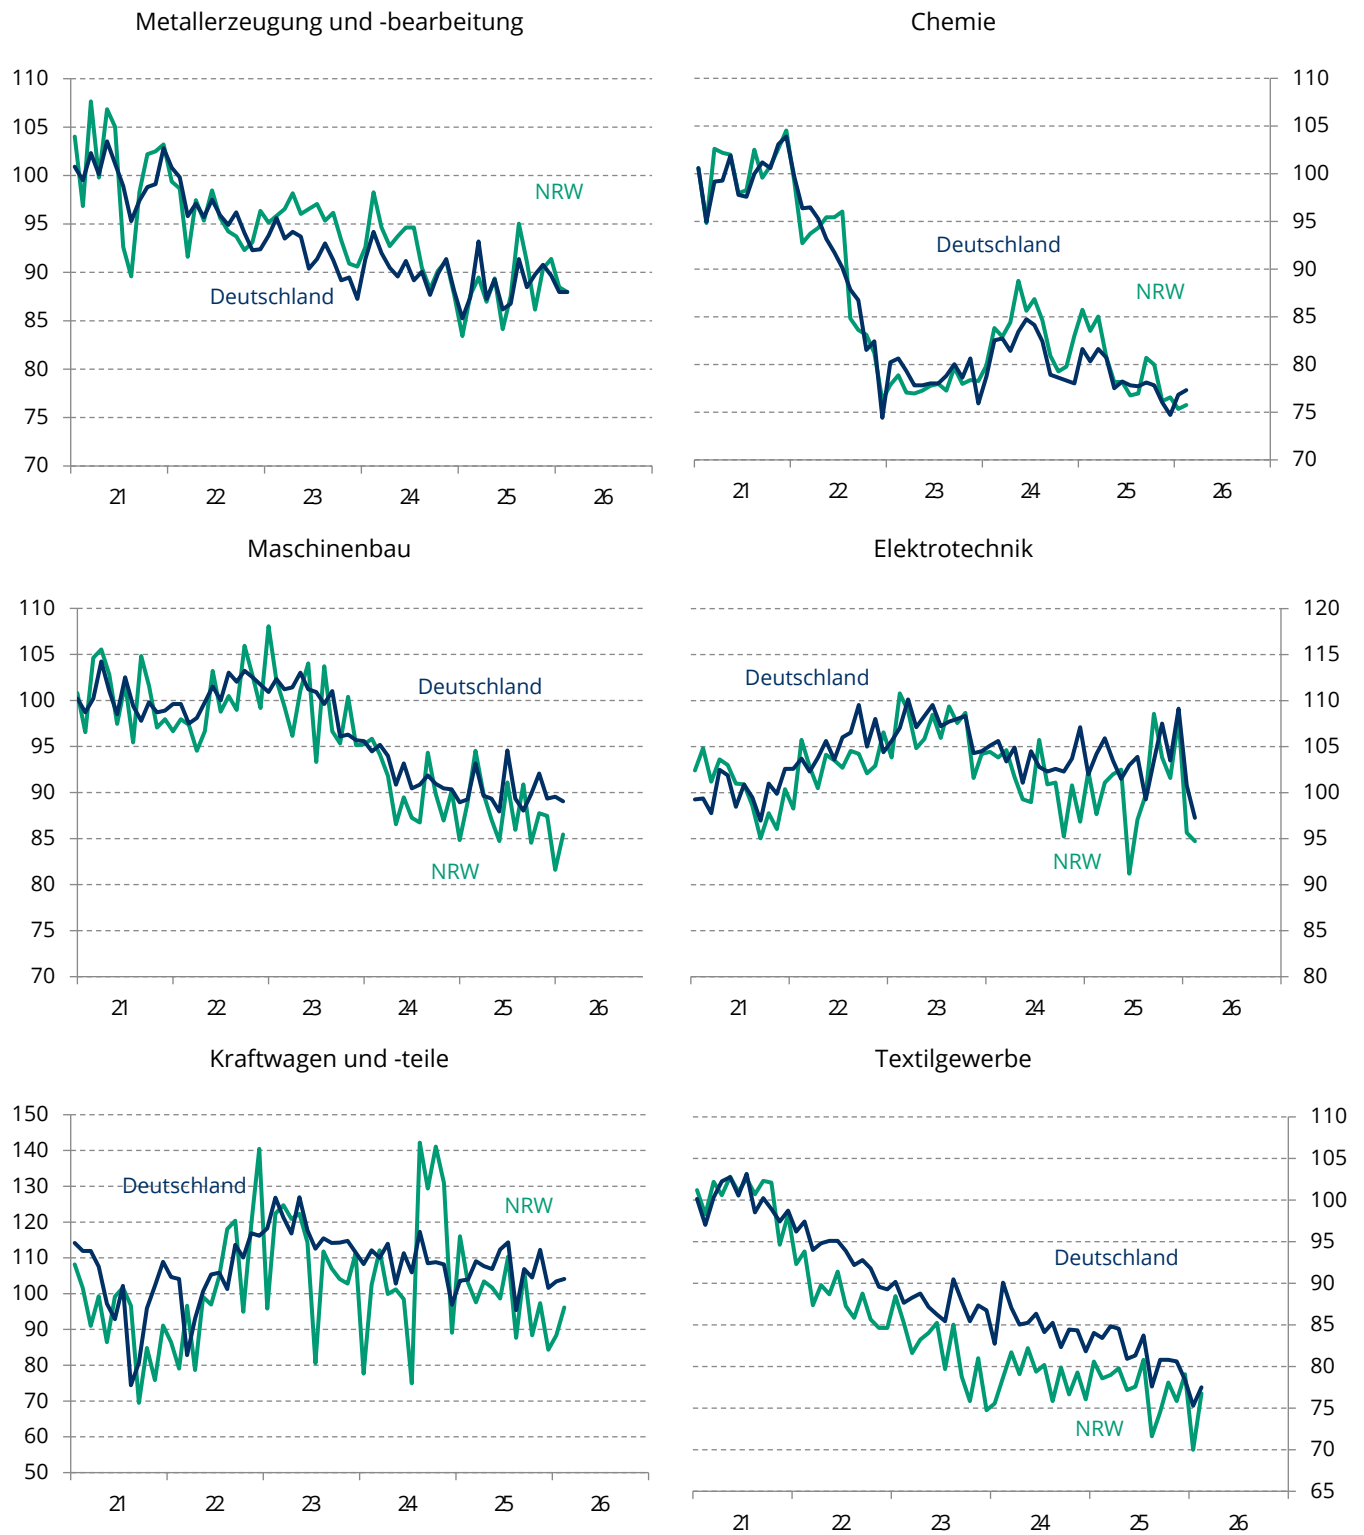 Metallerzeugung und -bearbeitung
110
105
100
95
90
85
80
75
70
NRW
Deutschland
21 22 23 24 25 26
Chemie
110
105
100
95
90
85
80
75
70
Deutschland
NRW
21 22 23 24 25 26
Maschinenbau
110
105
100
95
90
85
80
75
70
Deutschland
NRW
21 22 23 24 25 26
Elektrotechnik
120
115
110
105
100
95
90
85
80
Deutschland
NRW
21 22 23 24 25 26
Kraftwagen und -teile
150
140
130
120
110
100
90
80
70
60
50
Deutschland
NRW
21 22 23 24 25 26
Textilgewerbe
110
105
100
95
90
85
80
75
70
65
Deutschland
NRW
21 22 23 24 25 26